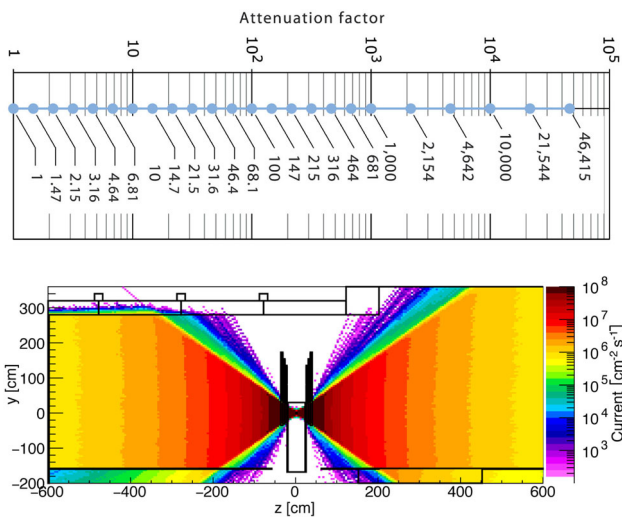 Attenuation factor
1 10 10² 10³ 10⁴ 10⁵
1 1.47 2.15 3.16 4.64 6.81 10 14.7 21.5 31.6 46.4 68.1 100 147 215 316 464 681 1,000 2,154 4,642 10,000 21,544 46,415
y [cm]
300
200
100
0
−100
−200
−600 −400 −200 0 200 400 600
z [cm]
10⁸
10⁷
10⁶
10⁵
10⁴
10³
Current [cm⁻² s⁻¹]